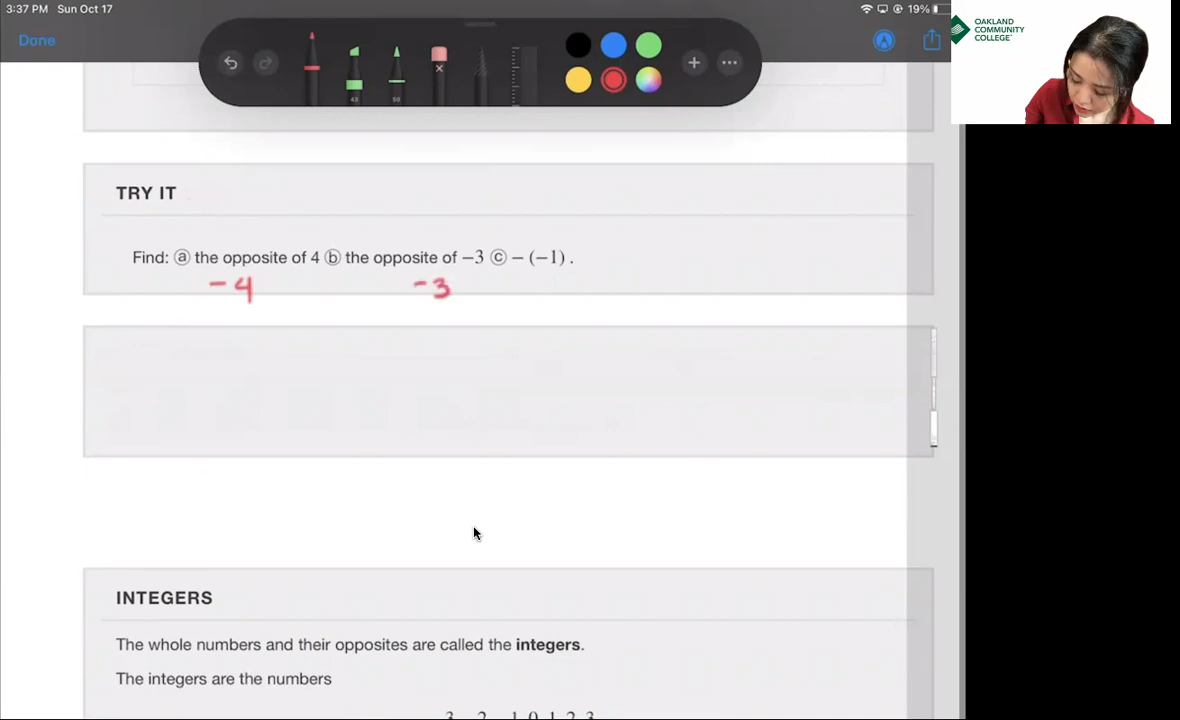 3:37 PM Sun Oct 17
19%
Done
OAKLAND
COMMUNITY
COLLEGE
43
50
TRY IT
Find: ⓐ the opposite of 4 ⓑ the opposite of −3 ⓒ − (−1) .
-4 -3
INTEGERS
The whole numbers and their opposites are called the integers.
The integers are the numbers